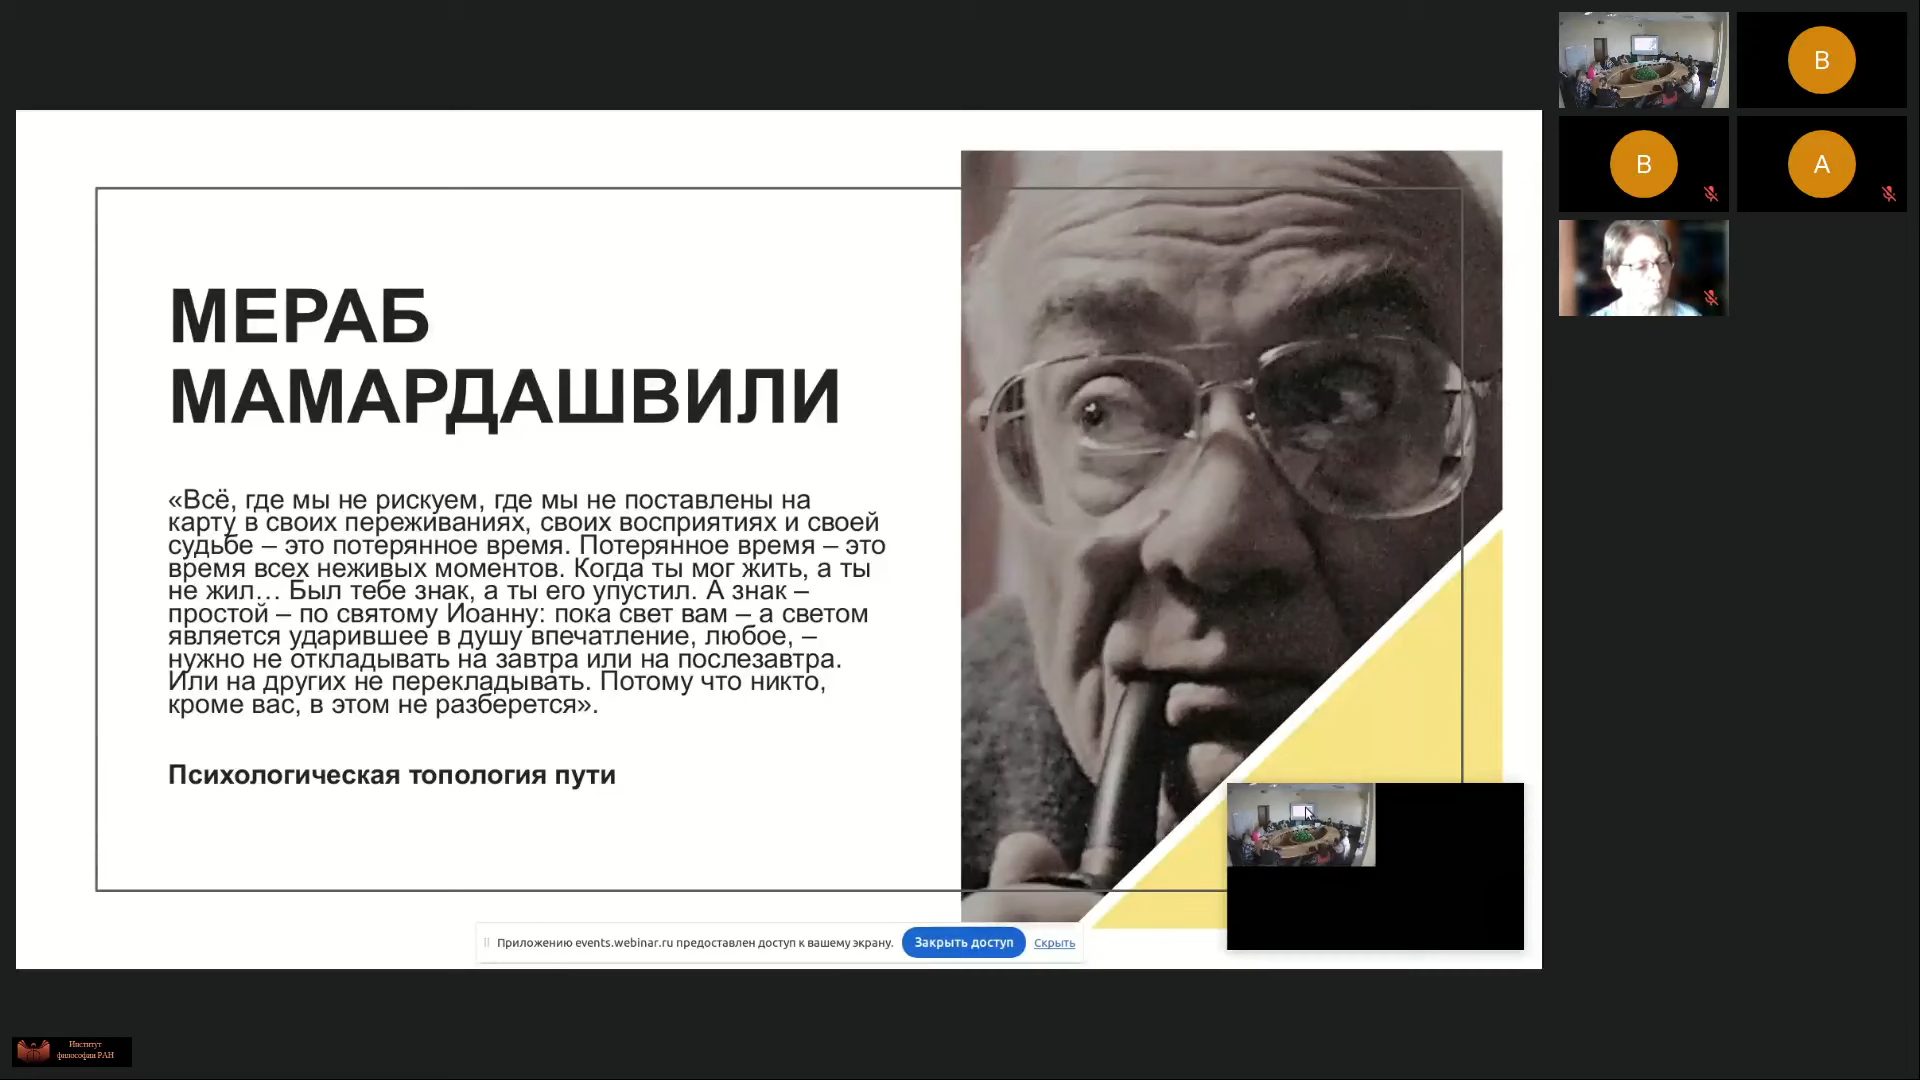 МЕРАБ
МАМАРДАШВИЛИ
«Всё, где мы не рискуем, где мы не поставлены на
карту в своих переживаниях, своих восприятиях и своей
судьбе – это потерянное время. Потерянное время – это
время всех неживых моментов. Когда ты мог жить, а ты
не жил… Был тебе знак, а ты его упустил. А знак –
простой – по святому Иоанну: пока свет вам – а светом
является ударившее в душу впечатление, любое, –
нужно не откладывать на завтра или на послезавтра.
Или на других не перекладывать. Потому что никто,
кроме вас, в этом не разберется».
Психологическая топология пути
Приложению events.webinar.ru предоставлен доступ к вашему экрану.
Закрыть доступ
Скрыть
В
В
А
Институт
философии РАН